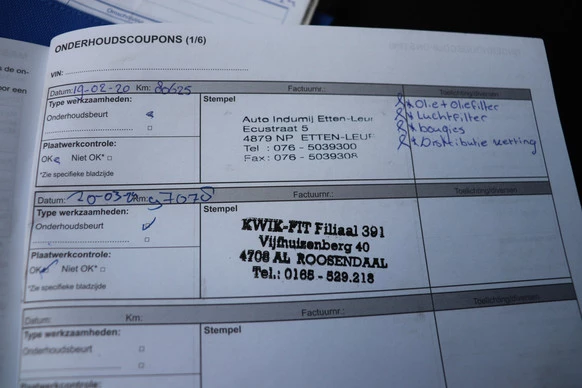 ONDERHOUDSCOUPONS (1/6)
VIN:
Datum: 19-02-20 Km: 80625 Factuurnr.: Toelichting/diversen
Type werkzaamheden: Stempel
Onderhoudsbeurt
Plaatwerkcontrole:
OK Niet OK*
*Zie specifieke bladzijde
Auto Indumij Etten-Leur
Ecustraat 5
4879 NP ETTEN-LEUR
Tel : 076 - 5039300
Fax: 076 - 5039308
* Olie + Oliefilter
* Luchtfilter
* bougies
* Distributie ketting
Datum: Km: Factuurnr.: Toelichting/diversen
Type werkzaamheden: Stempel
Onderhoudsbeurt
Plaatwerkcontrole:
OK Niet OK*
*Zie specifieke bladzijde
KWIK-FIT Filiaal 391
Vijfhuizenberg 40
4708 AL ROOSENDAAL
Tel.: 0165 - 529.218
Datum: Km: Factuurnr.: Toelichting/diversen
Type werkzaamheden: Stempel
Onderhoudsbeurt
Plaatwerkcontrole: